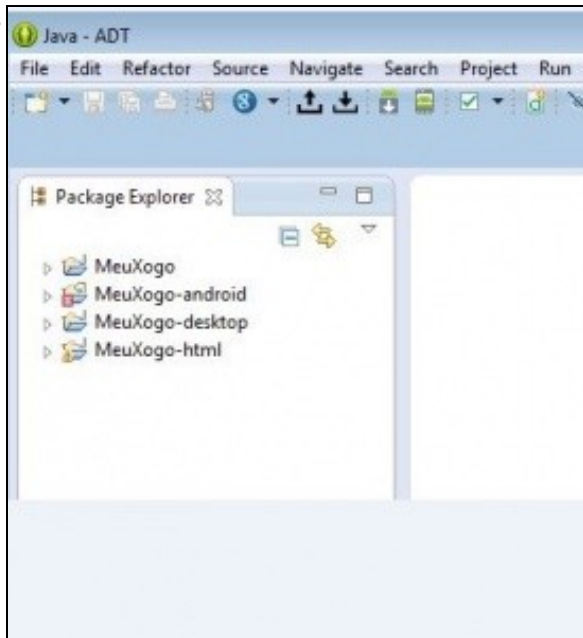 Java - ADT
File Edit Refactor Source Navigate Search Project Run
Package Explorer
MeuXogo
MeuXogo-android
MeuXogo-desktop
MeuXogo-html